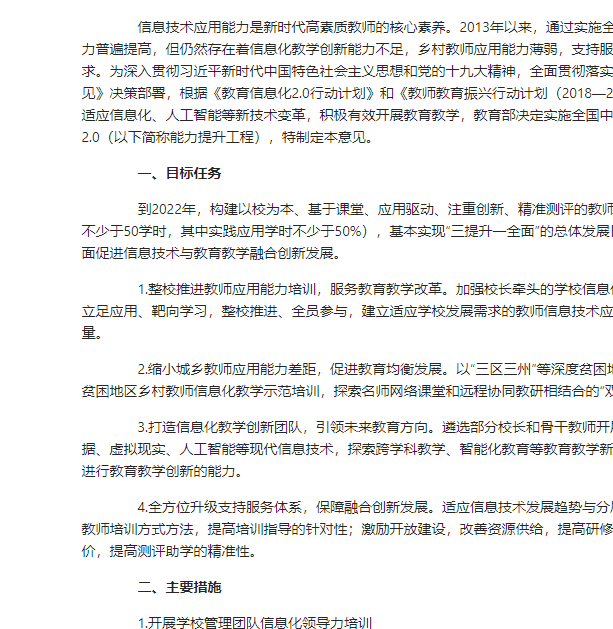 信息技术应用能力是新时代高素质教师的核心素养。2013年以来，通过实施全
力普遍提高，但仍然存在着信息化教学创新能力不足，乡村教师应用能力薄弱，支持服
求。为深入贯彻习近平新时代中国特色社会主义思想和党的十九大精神，全面贯彻落实
见》决策部署，根据《教育信息化2.0行动计划》和《教师教育振兴行动计划（2018—2
适应信息化、人工智能等新技术变革，积极有效开展教育教学，教育部决定实施全国中
2.0（以下简称能力提升工程），特制定本意见。
一、目标任务
到2022年，构建以校为本、基于课堂、应用驱动、注重创新、精准测评的教师
不少于50学时，其中实践应用学时不少于50%），基本实现“三提升一全面”的总体发展
面促进信息技术与教育教学融合创新发展。
1.整校推进教师应用能力培训，服务教育教学改革。加强校长牵头的学校信息化
立足应用、靶向学习，整校推进、全员参与，建立适应学校发展需求的教师信息技术应
量。
2.缩小城乡教师应用能力差距，促进教育均衡发展。以“三区三州”等深度贫困地
贫困地区乡村教师信息化教学示范培训，探索名师网络课堂和远程协同教研相结合的“双
3.打造信息化教学创新团队，引领未来教育方向。遴选部分校长和骨干教师开展
据、虚拟现实、人工智能等现代信息技术，探索跨学科教学、智能化教育等教育教学新
进行教育教学创新的能力。
4.全方位升级支持服务体系，保障融合创新发展。适应信息技术发展趋势与分层
教师培训方式方法，提高培训指导的针对性；激励开放建设，改善资源供给，提高研修
价，提高测评助学的精准性。
二、主要措施
1.开展学校管理团队信息化领导力培训